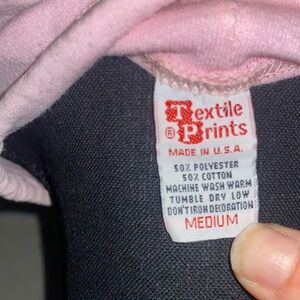 Textile
® Prints
MADE IN U.S.A.
50% POLYESTER
50% COTTON
MACHINE WASH WARM
TUMBLE DRY LOW
DON'T IRON DECORATION
MEDIUM